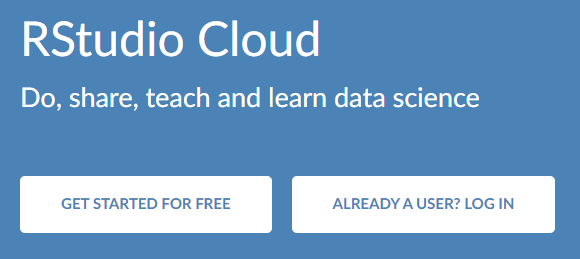 RStudio Cloud
Do, share, teach and learn data science
GET STARTED FOR FREE
ALREADY A USER? LOG IN